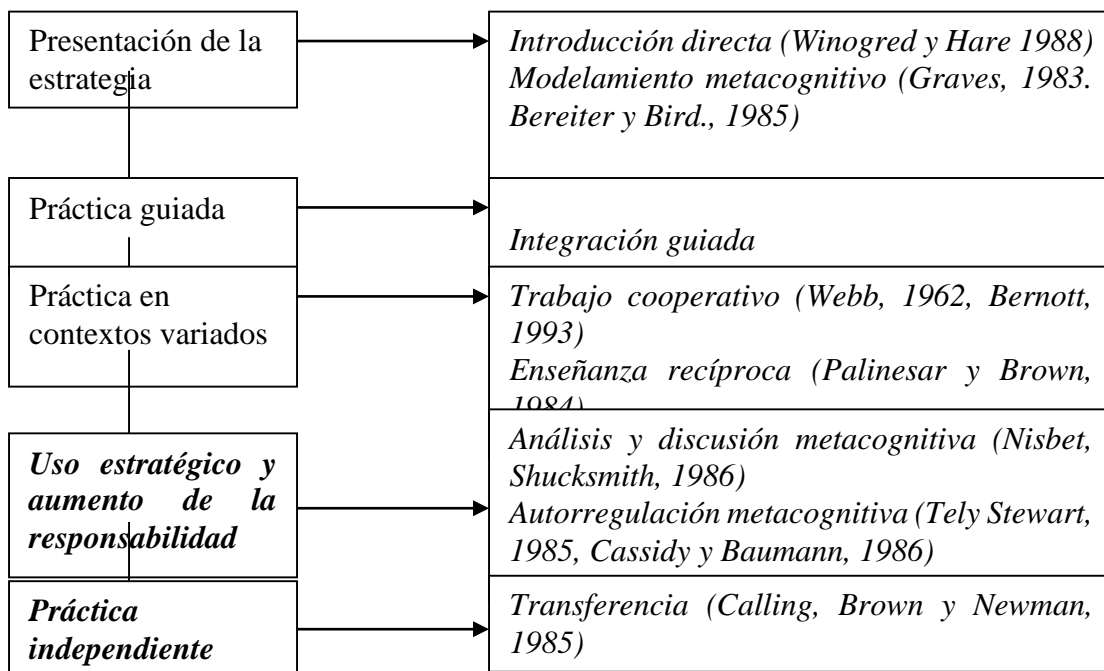 Presentación de la
estrategia
Introducción directa (Winogred y Hare 1988)
Modelamiento metacognitivo (Graves, 1983.
Bereiter y Bird., 1985)
Práctica guiada
Integración guiada
Práctica en
contextos variados
Trabajo cooperativo (Webb, 1962, Bernott,
1993)
Enseñanza recíproca (Palinesar y Brown,
1984)
Uso estratégico y
aumento de la
responsabilidad
Análisis y discusión metacognitiva (Nisbet,
Shucksmith, 1986)
Autorregulación metacognitiva (Tely Stewart,
1985, Cassidy y Baumann, 1986)
Práctica
independiente
Transferencia (Calling, Brown y Newman,
1985)